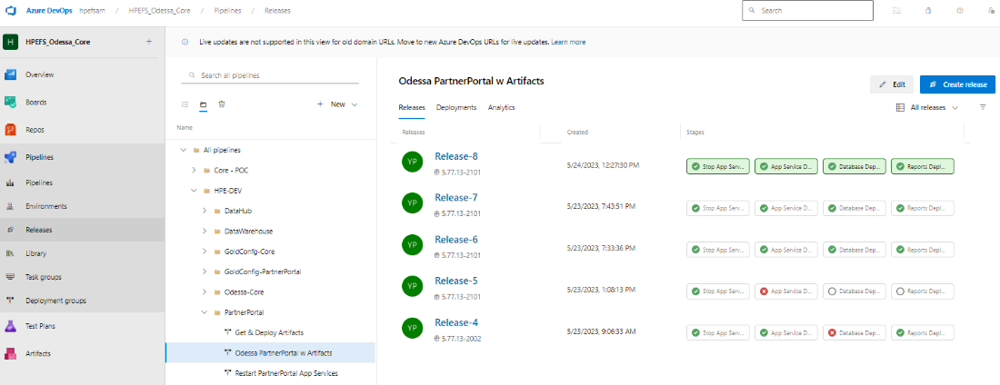 Azure DevOps hpefsam / HPEFS_Odessa_Core / Pipelines / Releases
Search
H HPEFS_Odessa_Core +
Overview
Boards
Repos
Pipelines
Pipelines
Environments
Releases
Library
Task groups
Deployment groups
Test Plans
Artifacts
Live updates are not supported in this view for old domain URLs. Move to new Azure DevOps URLs for live updates. Learn more
Search all pipelines
+ New
Name
All pipelines
Core - POC
HPE-DEV
DataHub
DataWarehouse
GoldConfg-Core
GoldConfig-PartnerPortal
Odessa-Core
PartnerPortal
Get & Deploy Artifacts
Odessa PartnerPortal w Artifacts
Restart PartnerPortal App Services
Odessa PartnerPortal w Artifacts
Edit
Create release
Releases Deployments Analytics
All releases
Releases Created Stages
YP Release-8 5/24/2023, 12:27:30 PM Stop App Serv... App Service D... Database Dep... Reports Depl...
5.77.13-2101
YP Release-7 5/23/2023, 7:43:51 PM Stop App Serv... App Service D... Database Dep... Reports Depl...
5.77.13-2101
YP Release-6 5/23/2023, 7:33:36 PM Stop App Serv... App Service D... Database Dep... Reports Depl...
5.77.13-2101
YP Release-5 5/23/2023, 1:08:13 PM Stop App Serv... App Service D... Database Dep... Reports Depl...
5.77.13-2101
YP Release-4 5/23/2023, 9:06:33 AM Stop App Serv... App Service D... Database Dep... Reports Depl...
5.77.13-2002